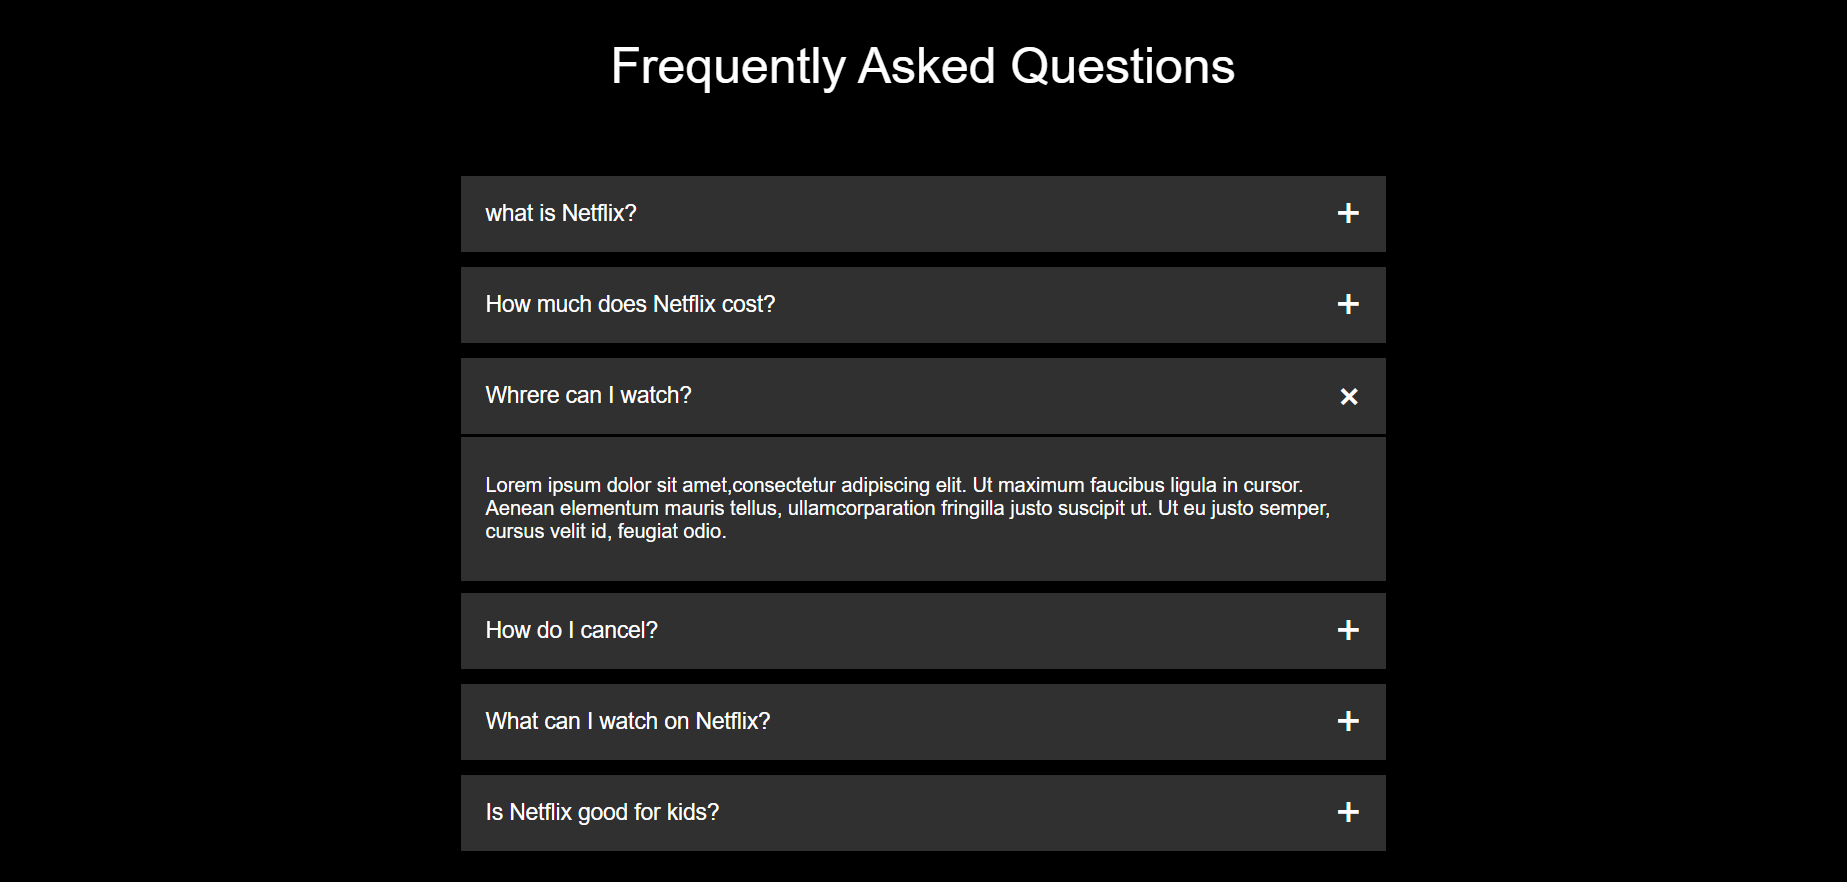 Frequently Asked Questions
what is Netflix?
How much does Netflix cost?
Whrere can I watch?
Lorem ipsum dolor sit amet,consectetur adipiscing elit. Ut maximum faucibus ligula in cursor.
Aenean elementum mauris tellus, ullamcorparation fringilla justo suscipit ut. Ut eu justo semper,
cursus velit id, feugiat odio.
How do I cancel?
What can I watch on Netflix?
Is Netflix good for kids?